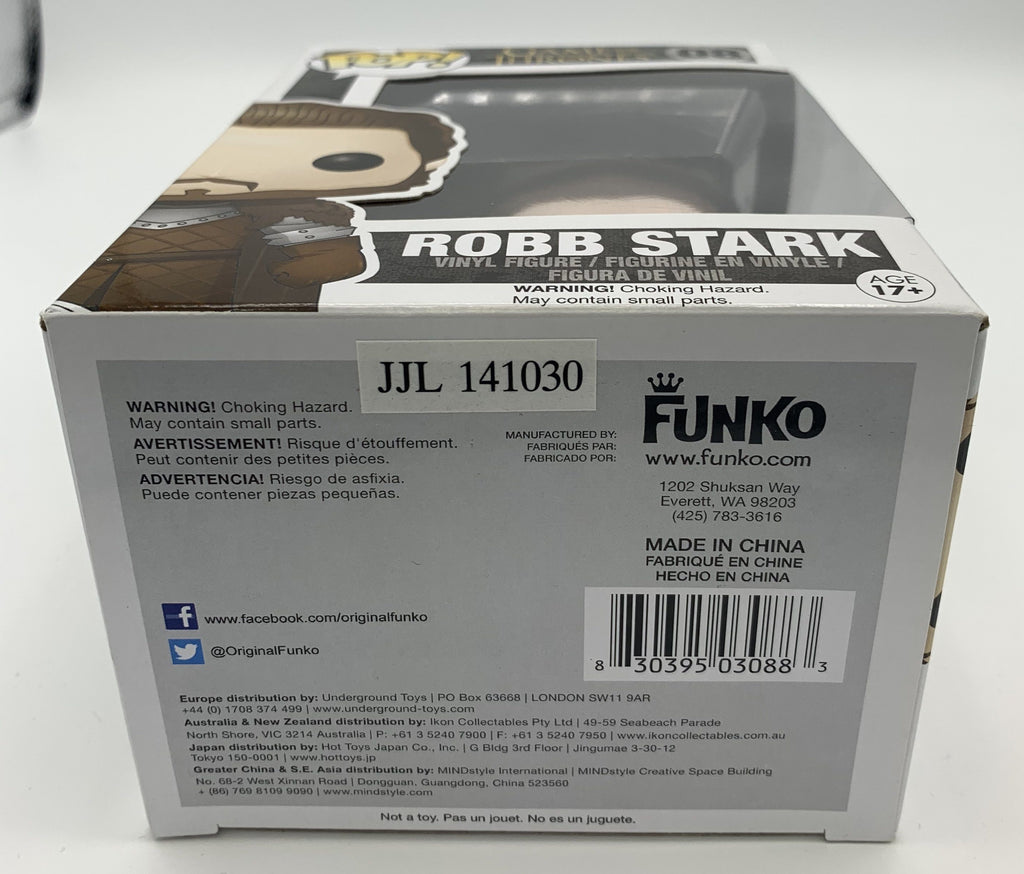 POP!
GAME OF
THRONES
08
ROBB STARK
VINYL FIGURE / FIGURINE EN VINYLE /
FIGURA DE VINIL
WARNING! Choking Hazard.
May contain small parts.
AGE
17+
JJL 141030
WARNING! Choking Hazard.
May contain small parts.
AVERTISSEMENT! Risque d'étouffement.
Peut contenir des petites pièces.
ADVERTENCIA! Riesgo de asfixia.
Puede contener piezas pequeñas.
MANUFACTURED BY:
FABRIQUÉS PAR:
FABRICADO POR:
FUNKO
www.funko.com
1202 Shuksan Way
Everett, WA 98203
(425) 783-3616
MADE IN CHINA
FABRIQUÉ EN CHINE
HECHO EN CHINA
f www.facebook.com/originalfunko
@OriginalFunko
8 30395 03088 3
Europe distribution by: Underground Toys | PO Box 63668 | LONDON SW11 9AR
+44 (0) 1708 374 499 | www.underground-toys.com
Australia & New Zealand distribution by: Ikon Collectables Pty Ltd | 49-59 Seabeach Parade
North Shore, VIC 3214 Australia | P: +61 3 5240 7900 | F: +61 3 5240 7950 | www.ikoncollectables.com.au
Japan distribution by: Hot Toys Japan Co., Inc. | G Bldg 3rd Floor | Jingumae 3-30-12
Tokyo 150-0001 | www.hottoys.jp
Greater China & S.E. Asia distribution by: MINDstyle International | MINDstyle Creative Space Building
No. 68-2 West Xinnan Road | Dongguan, Guangdong, China 523560
+ (86) 769 8109 9090 | www.mindstyle.com
Not a toy. Pas un jouet. No es un juguete.